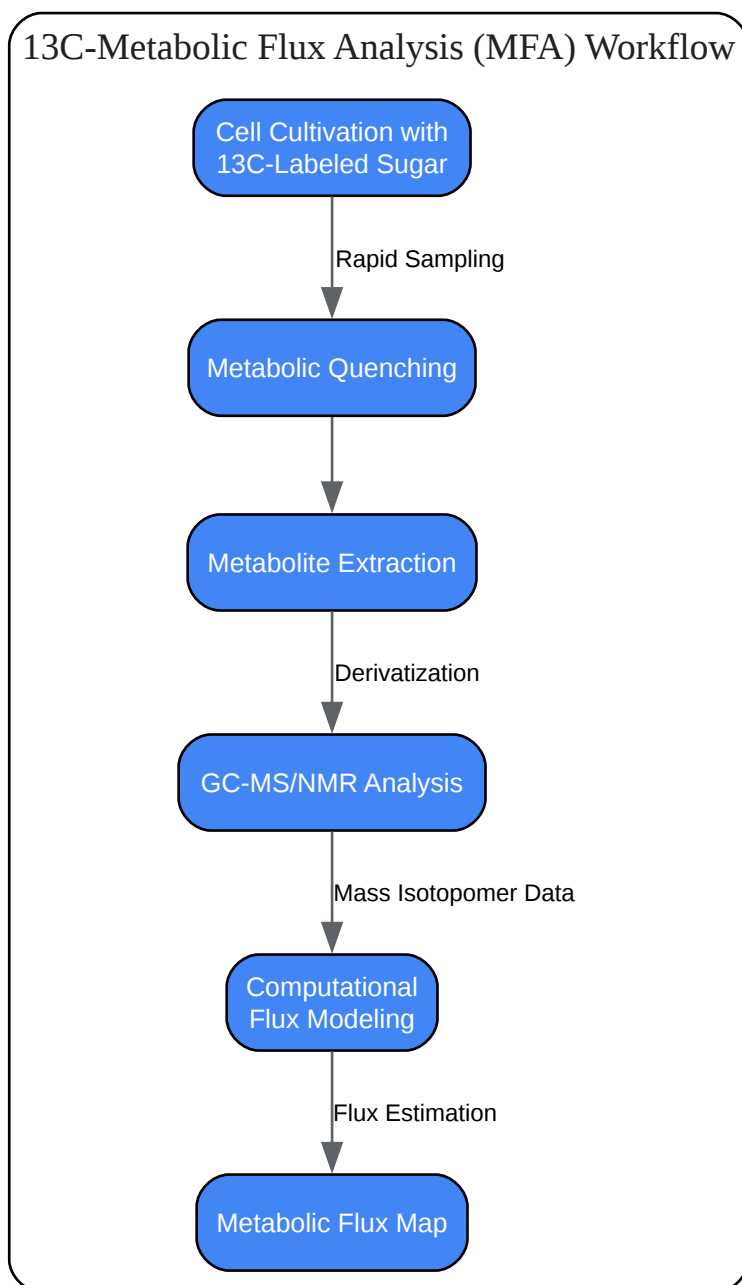 13C-Metabolic Flux Analysis (MFA) Workflow
Cell Cultivation with
13C-Labeled Sugar
Rapid Sampling
Metabolic Quenching
Metabolite Extraction
Derivatization
GC-MS/NMR Analysis
Mass Isotopomer Data
Computational
Flux Modeling
Flux Estimation
Metabolic Flux Map